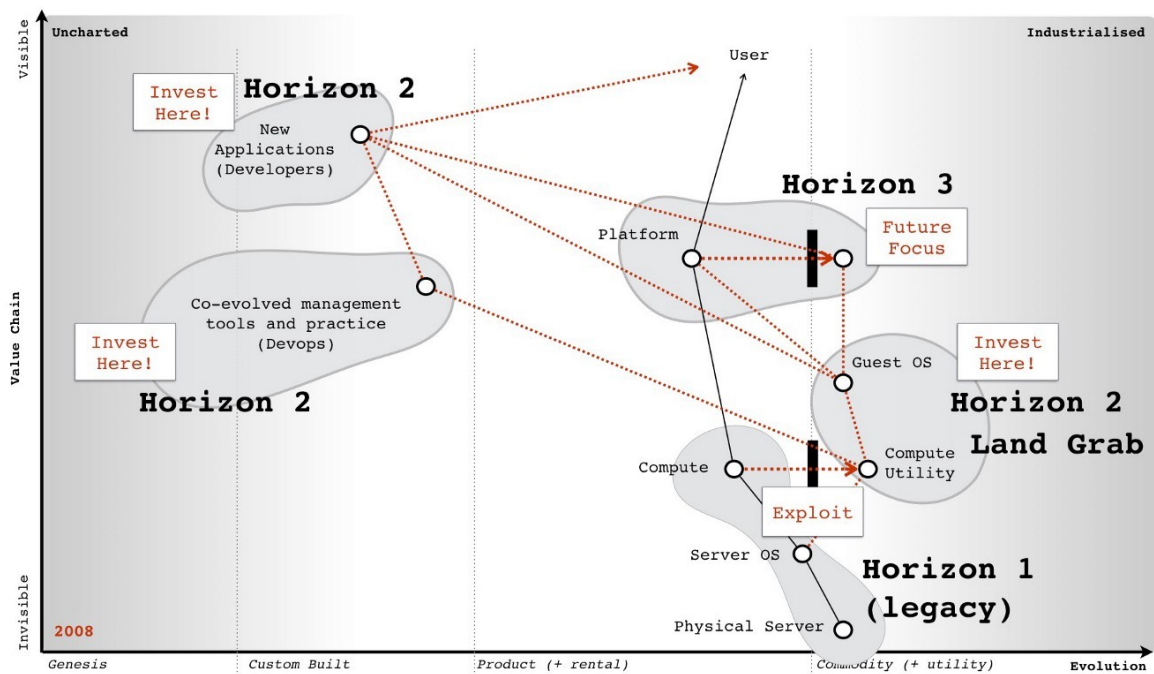 Uncharted
Industrialised
Visible
Value Chain
Invisible
User
Invest
Here!
Horizon 2
New
Applications
(Developers)
Horizon 3
Platform
Future
Focus
Co-evolved management
tools and practice
(Devops)
Invest
Here!
Horizon 2
Guest OS
Invest
Here!
Horizon 2
Land Grab
Compute
Compute
Utility
Exploit
Server OS
Horizon 1
(legacy)
Physical Server
2008
Genesis
Custom Built
Product (+ rental)
Commodity (+ utility)
Evolution